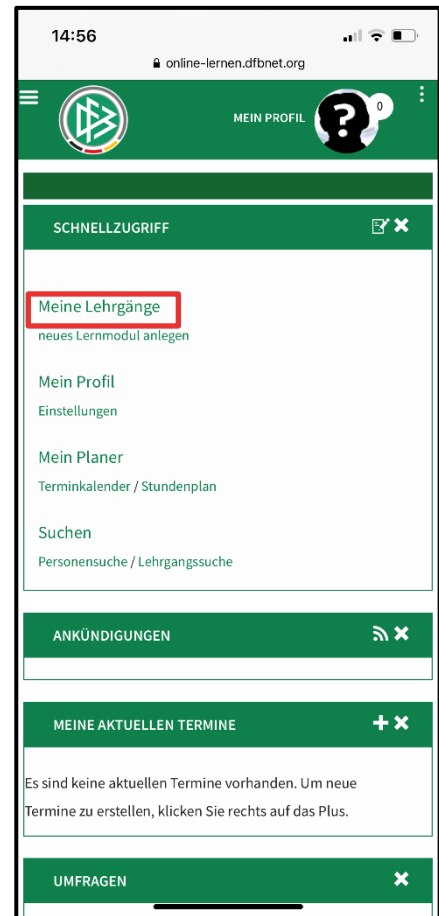 14:56
online-lernen.dfbnet.org
MEIN PROFIL
?
0
SCHNELLZUGRIFF
Meine Lehrgänge
neues Lernmodul anlegen
Mein Profil
Einstellungen
Mein Planer
Terminkalender / Stundenplan
Suchen
Personensuche / Lehrgangssuche
ANKÜNDIGUNGEN
MEINE AKTUELLEN TERMINE
Es sind keine aktuellen Termine vorhanden. Um neue
Termine zu erstellen, klicken Sie rechts auf das Plus.
UMFRAGEN